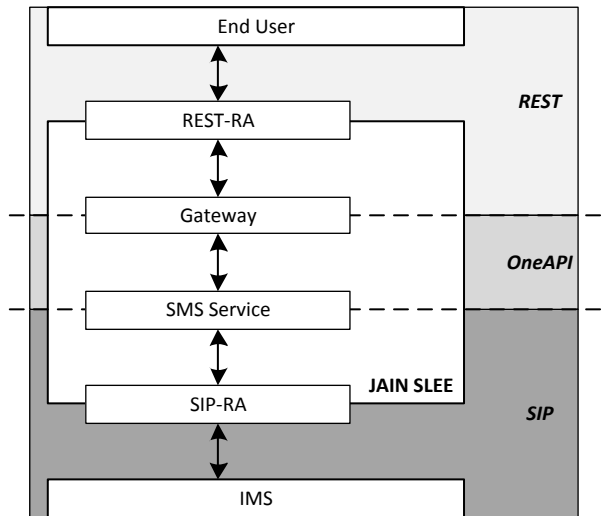 End User
REST
REST-RA
Gateway
OneAPI
SMS Service
JAIN SLEE
SIP-RA
SIP
IMS